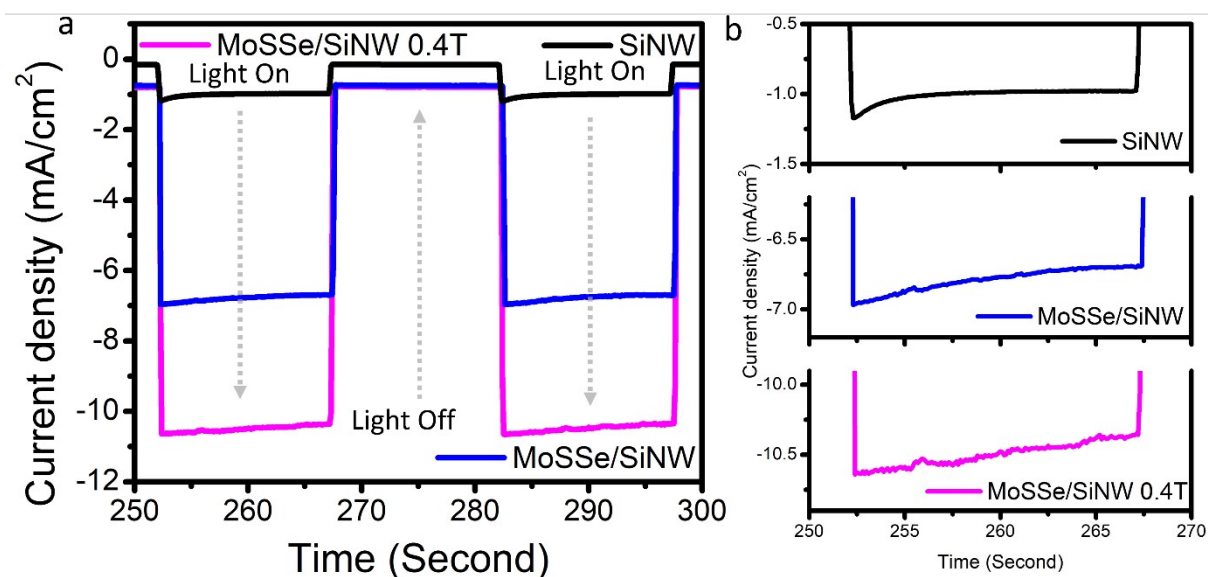 a
MoSSe/SiNW 0.4T
SiNW
Light On
Light On
Light Off
MoSSe/SiNW
0
-2
-4
-6
-8
-10
-12
Current density (mA/cm²)
250
260
270
280
290
300
Time (Second)
b
-0.5
-1.0
-1.5
SiNW
-6.5
-7.0
MoSSe/SiNW
-10.0
-10.5
MoSSe/SiNW 0.4T
Current density (mA/cm²)
250
255
260
265
270
Time (Second)